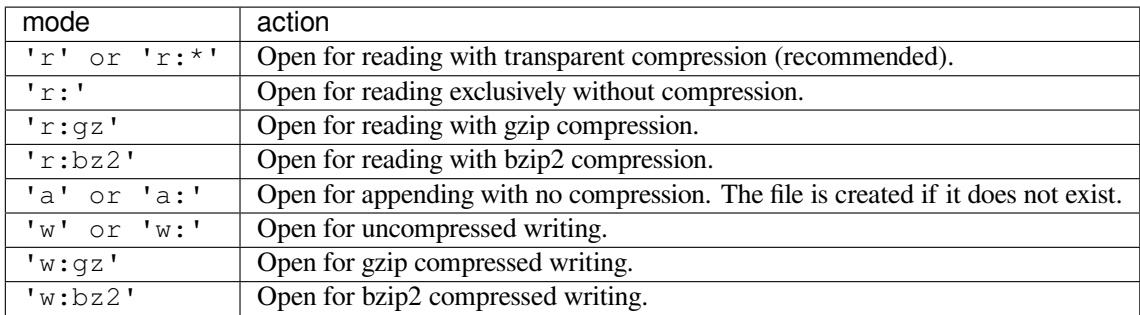 mode action
'r' or 'r:*' Open for reading with transparent compression (recommended).
'r:' Open for reading exclusively without compression.
'r:gz' Open for reading with gzip compression.
'r:bz2' Open for reading with bzip2 compression.
'a' or 'a:' Open for appending with no compression. The file is created if it does not exist.
'w' or 'w:' Open for uncompressed writing.
'w:gz' Open for gzip compressed writing.
'w:bz2' Open for bzip2 compressed writing.